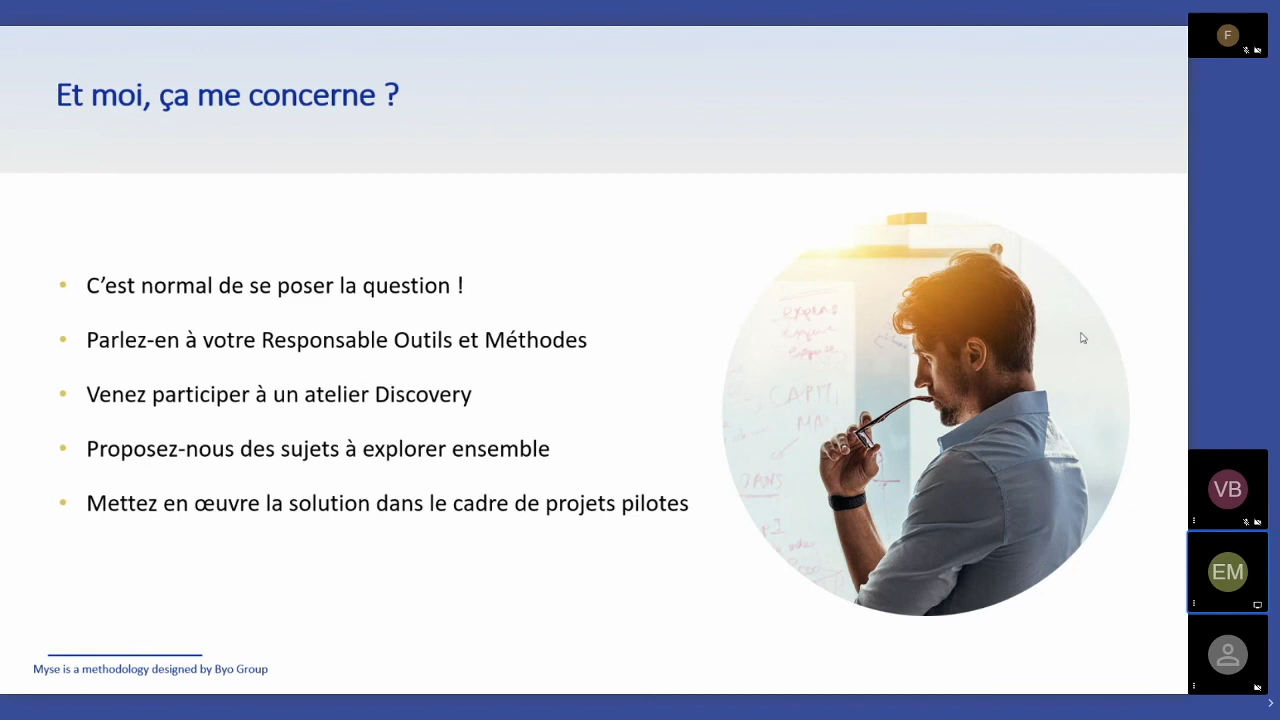 Et moi, ça me concerne ?
• C’est normal de se poser la question !
• Parlez-en à votre Responsable Outils et Méthodes
• Venez participer à un atelier Discovery
• Proposez-nous des sujets à explorer ensemble
• Mettez en œuvre la solution dans le cadre de projets pilotes
CAPIT
MA
Myse is a methodology designed by Byo Group
F
VB
EM